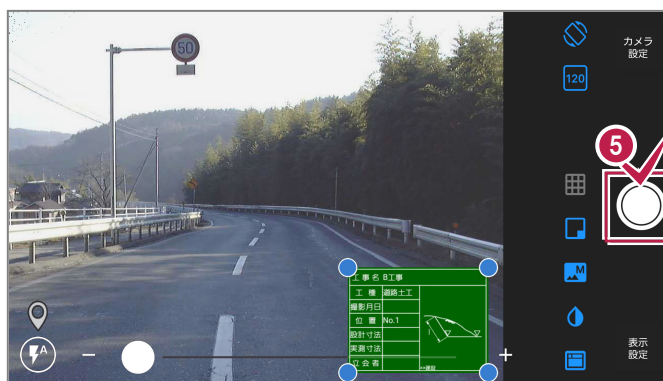 50
カメラ
設定
120
5
M
工事名 B工事
工種 道路土工
撮影月日
位置 No.1
設計寸法
実測寸法
立会者
**建設
A
− +
表示
設定